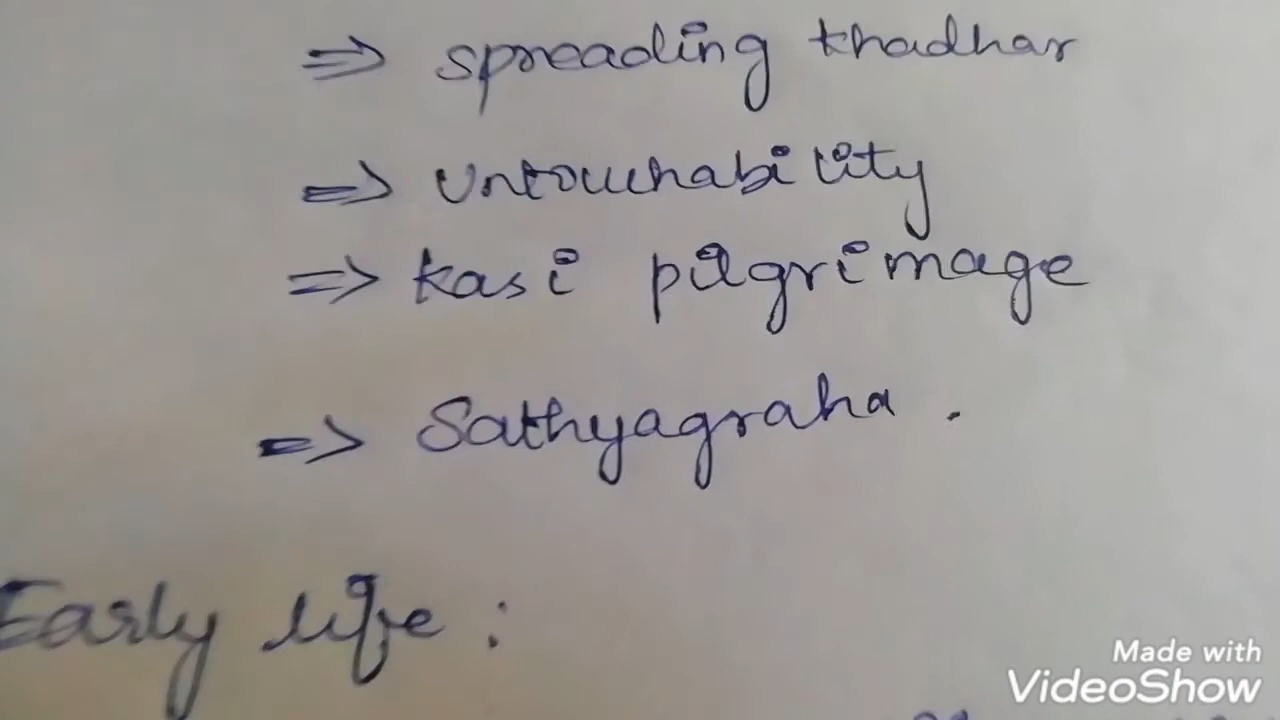 ⇒ spreading khadhar
⇒ Untouchability
⇒ kasi pilgrimage
⇒ Sathyagraha .
Early life :
Made with
VideoShow